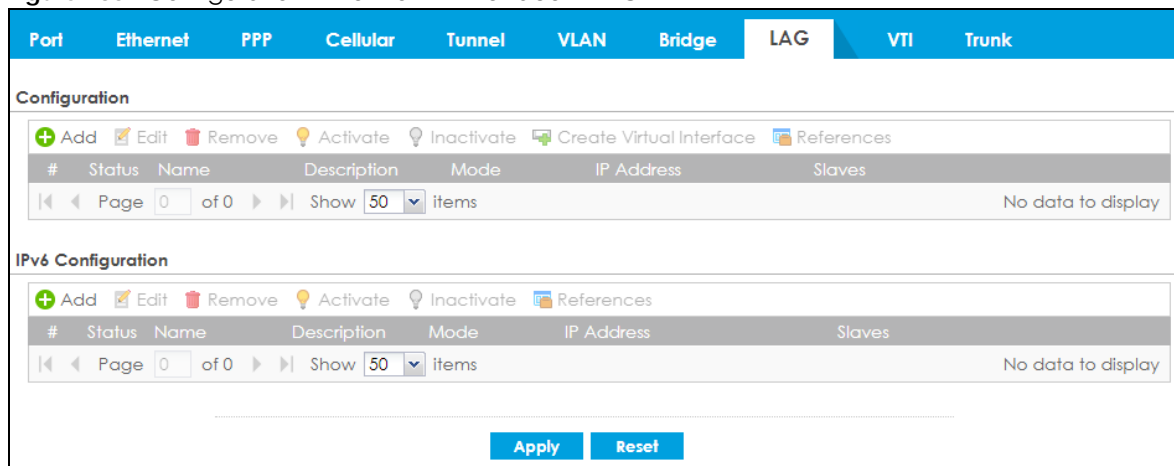 Port Ethernet PPP Cellular Tunnel VLAN Bridge LAG VTI Trunk
Configuration
Add Edit Remove Activate Inactivate Create Virtual Interface References
# Status Name Description Mode IP Address Slaves
Page 0 of 0 Show 50 items No data to display
IPv6 Configuration
Add Edit Remove Activate Inactivate References
# Status Name Description Mode IP Address Slaves
Page 0 of 0 Show 50 items No data to display
Apply Reset